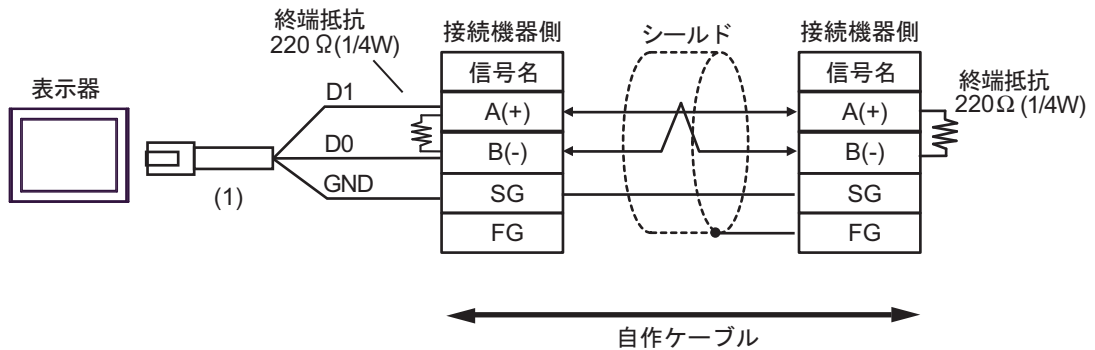 表示器
(1)
D1
D0
GND
終端抵抗
220 Ω(1/4W)
接続機器側
信号名
A(+)
B(-)
SG
FG
シールド
接続機器側
信号名
A(+)
B(-)
SG
FG
終端抵抗
220Ω (1/4W)
自作ケーブル